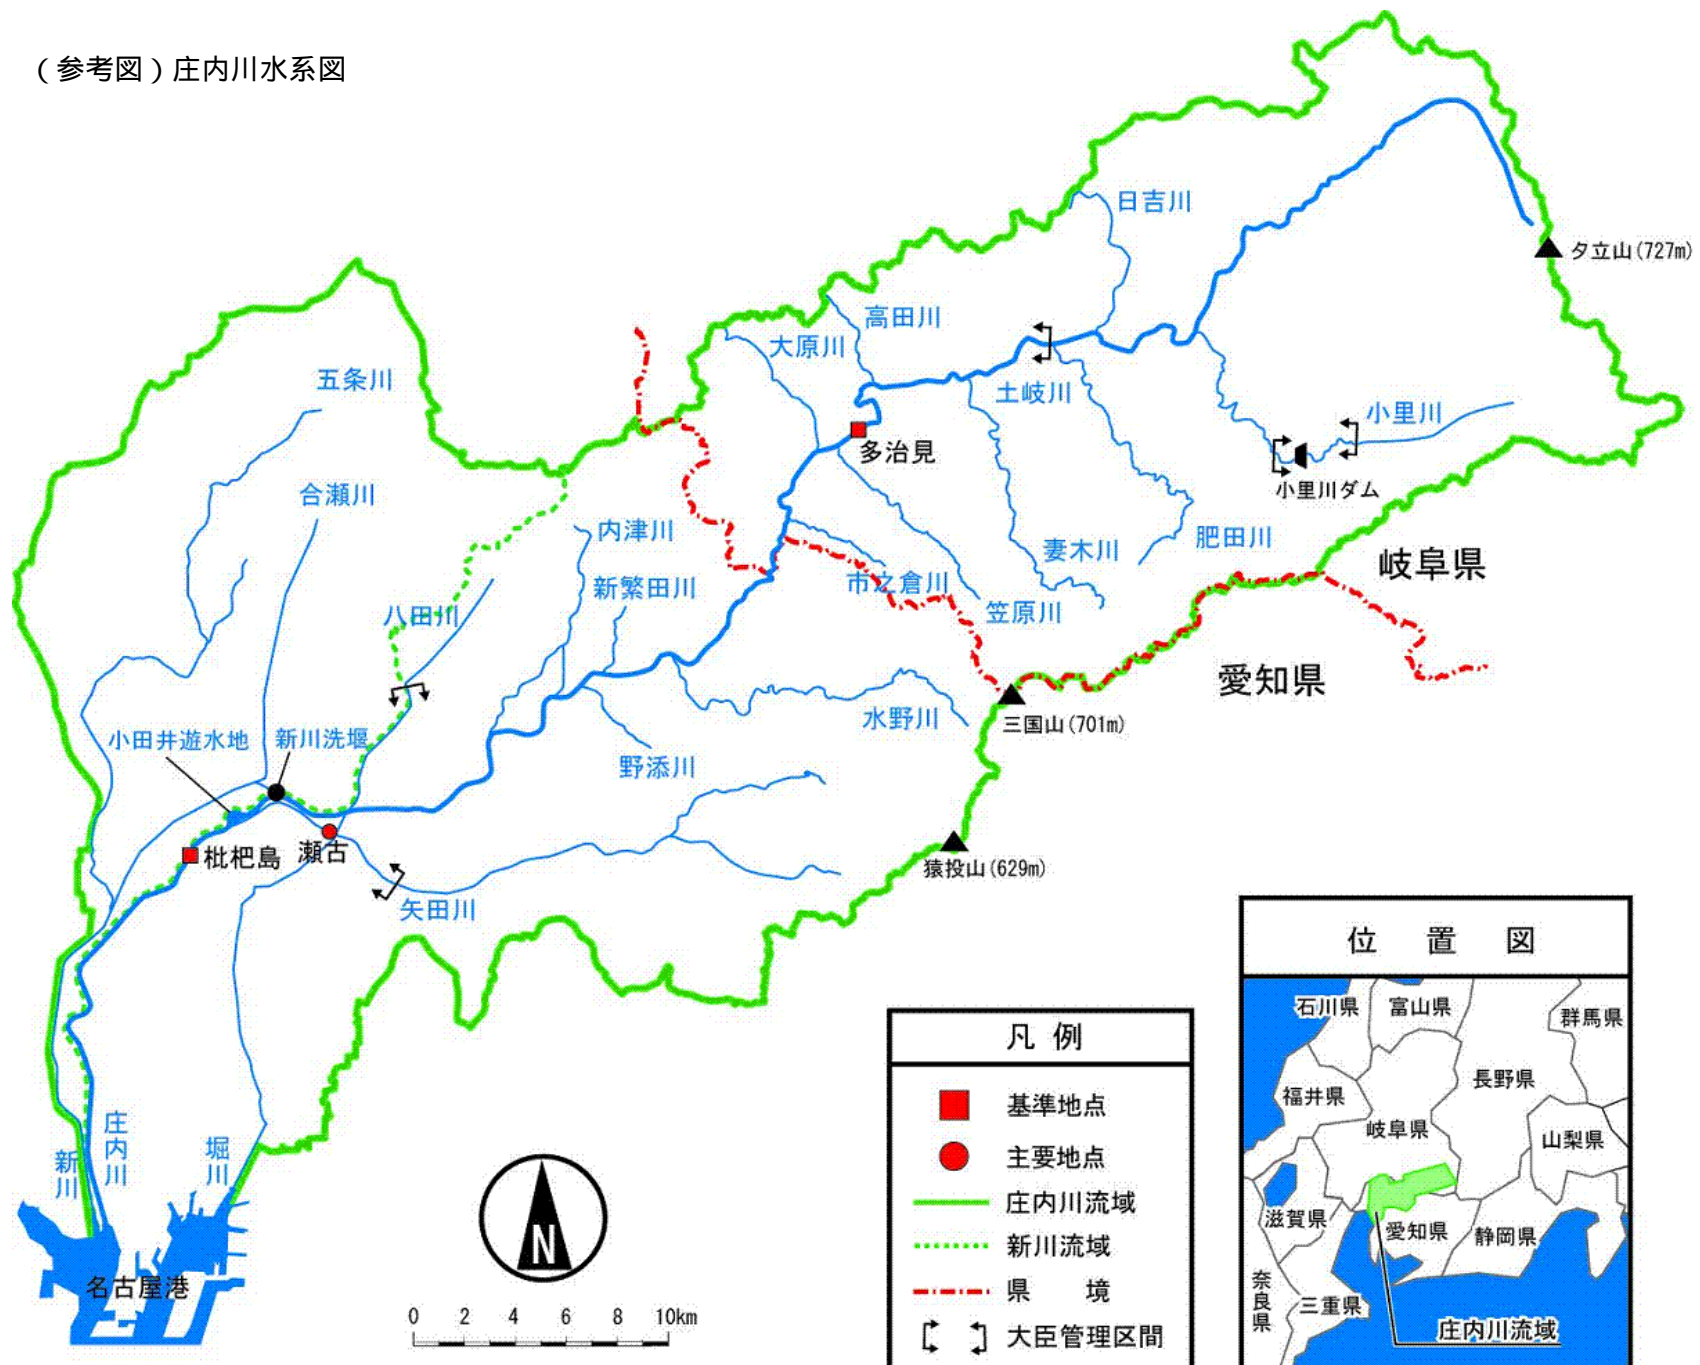 （参考図）庄内川水系図
日吉川
夕立山(727m)
高田川
大原川
五条川
土岐川
小里川
多治見
小里川ダム
合瀬川
内津川
妻木川
肥田川
岐阜県
新繁田川
市之倉川
笠原川
八田川
愛知県
水野川
三国山(701m)
小田井遊水地
新川洗堰
野添川
枇杷島
瀬古
猿投山(629m)
矢田川
庄内川
新川
堀川
名古屋港
N
0 2 4 6 8 10km
凡例
基準地点
主要地点
庄内川流域
新川流域
県境
大臣管理区間
位置図
石川県
富山県
群馬県
福井県
長野県
岐阜県
山梨県
滋賀県
愛知県
静岡県
奈良県
三重県
庄内川流域